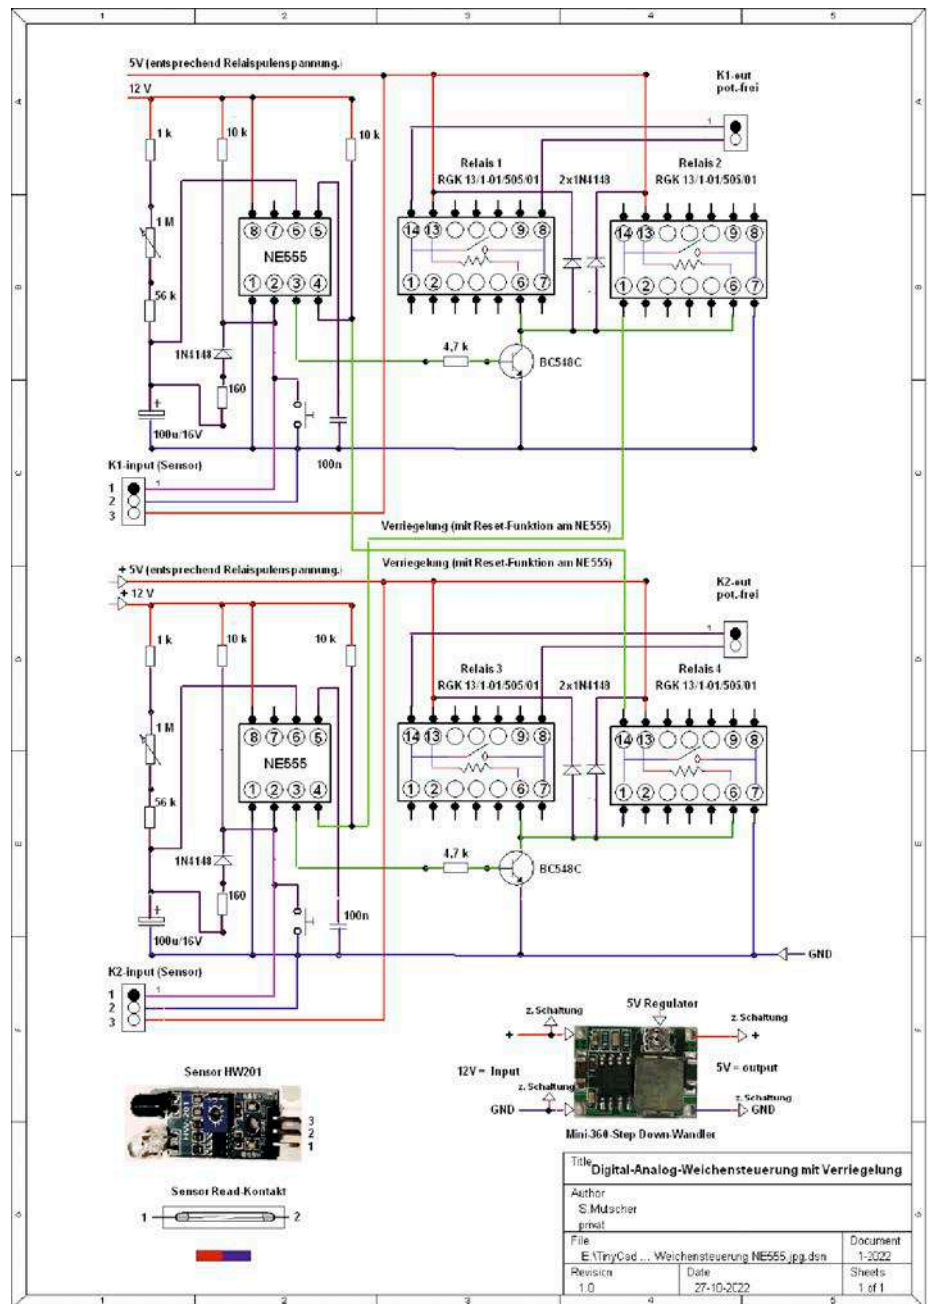 1 2 3 4 5
A
B
C
D
E
F
G
5V (entsprechend Relaispulenspannung.)
12 V
K1-out
pot.-frei
1
1 k
10 k
10 k
Relais 1
RGK 13/1-01/505/01
2x1N4148
Relais 2
RGK 13/1-01/505/01
1 M
8 7 6 5
NE555
1 2 3 4
14 13 9 8
1 2 6 7
14 13 9 8
1 2 6 7
56 k
1N4148
4,7 k
BC548C
160
+
100u/16V
100n
K1-input (Sensor)
1
2
3
1
Verriegelung (mit Reset-Funktion am NE555)
Verriegelung (mit Reset-Funktion am NE555)
+ 5V (entsprechend Relaispulenspannung.)
+ 12 V
K2-out
pot.-frei
1
1 k
10 k
10 k
Relais 3
RGK 13/1-01/505/01
2x1N4148
Relais 4
RGK 13/1-01/505/01
1 M
8 7 6 5
NE555
1 2 3 4
14 13 9 8
1 2 6 7
14 13 9 8
1 2 6 7
56 k
1N4148
4,7 k
BC548C
160
+
100u/16V
100n
GND
K2-input (Sensor)
1
2
3
1
z. Schaltung
5V Regulator
z. Schaltung
+
+
12V = Input
5V = output
z. Schaltung
z. Schaltung
GND
GND
Mini-360-Step Down-Wandler
Sensor HW201
HW-201
3
2
1
Sensor Read-Kontakt
1
2
Title Digital-Analog-Weichensteuerung mit Verriegelung
Author
S.Mutscher
privat
File Document
E:\TinyCad ... Weichensteuerung NE555.jpg.dsn 1-2022
Revision Date Sheets
1.0 27-10-2022 1 of 1
1 2 3 4 5